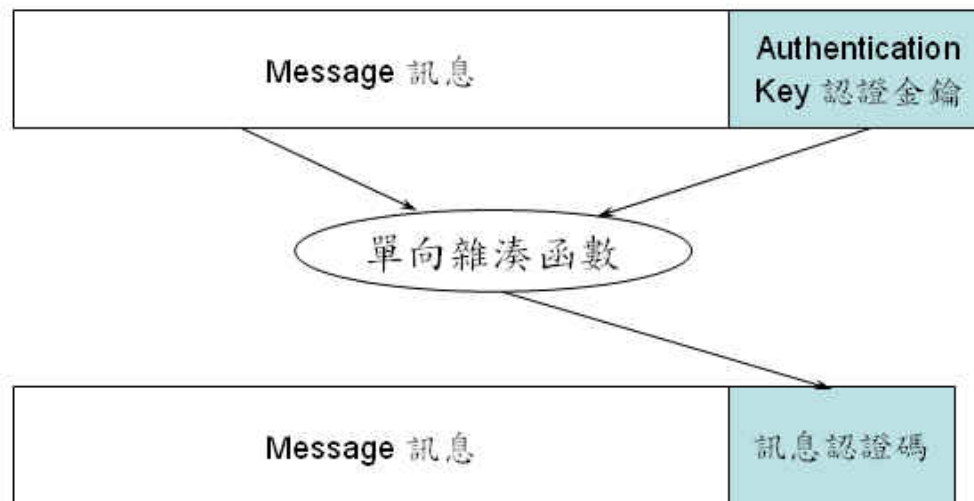 Message 訊息
Authentication
Key 認證金鑰
單向雜湊函數
Message 訊息
訊息認證碼